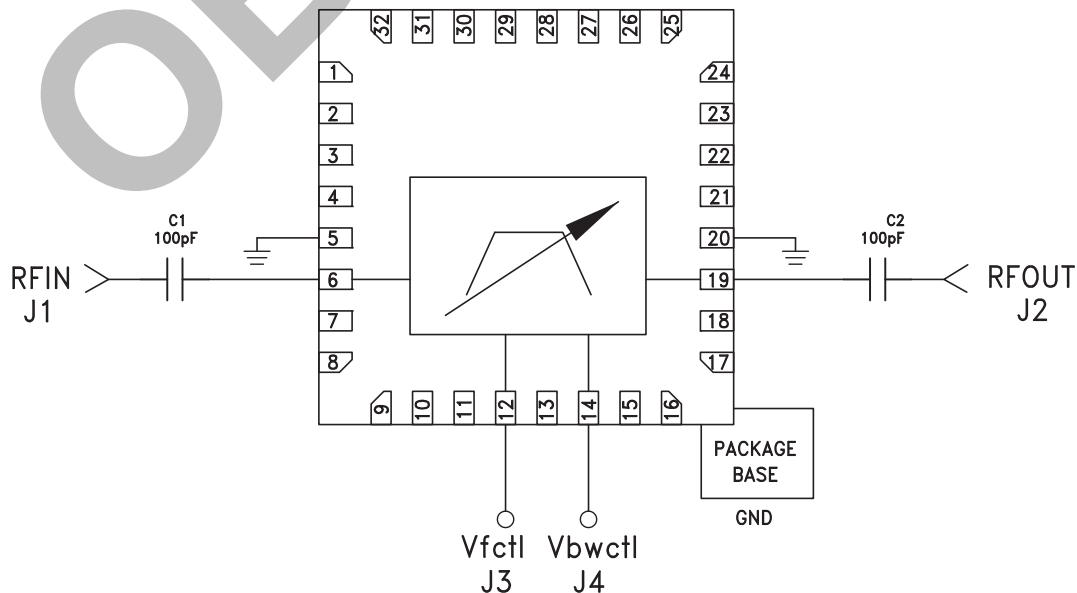 32 31 30 29 28 27 26 25
1 24
2 23
3 22
4 21
C1
100pF
C2
100pF
5 20
RFIN
J1
6 19
RFOUT
J2
7 18
8 17
9 10 11 12 13 14 15 16
PACKAGE
BASE
GND
Vfctl Vbwctl
J3 J4